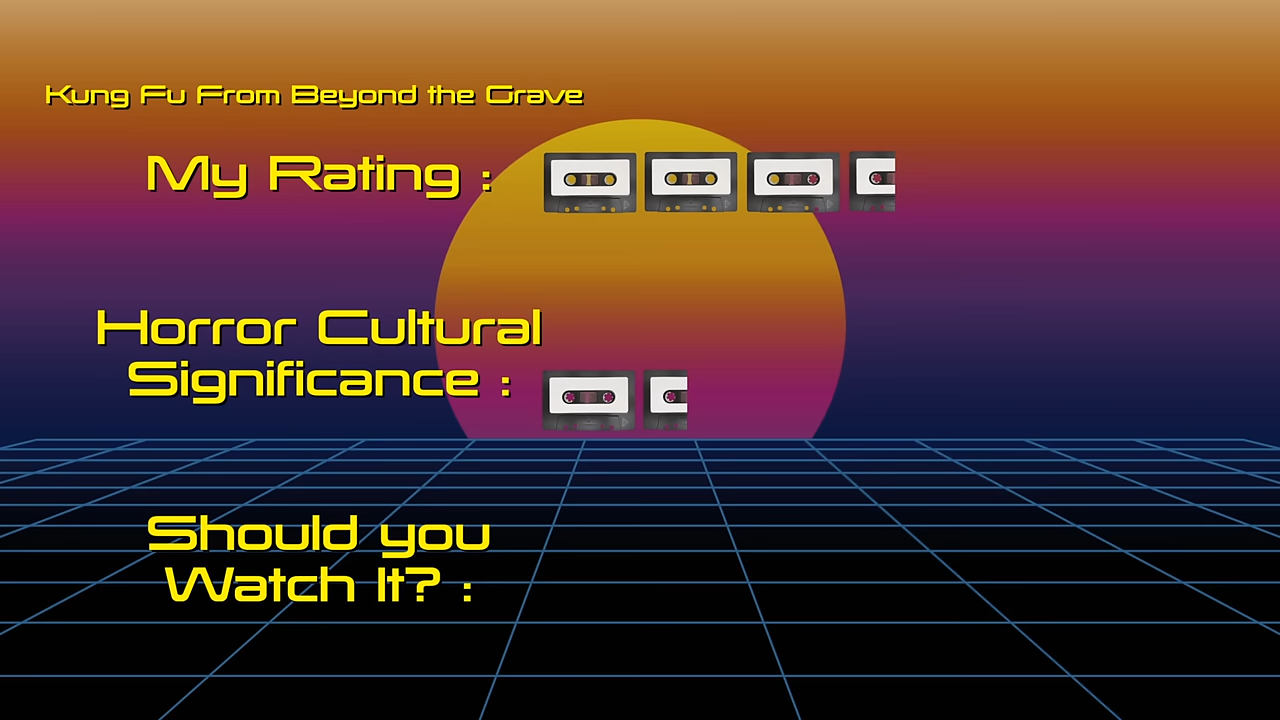 Kung Fu From Beyond the Grave
My Rating :
Horror Cultural
Significance :
Should you
Watch It? :